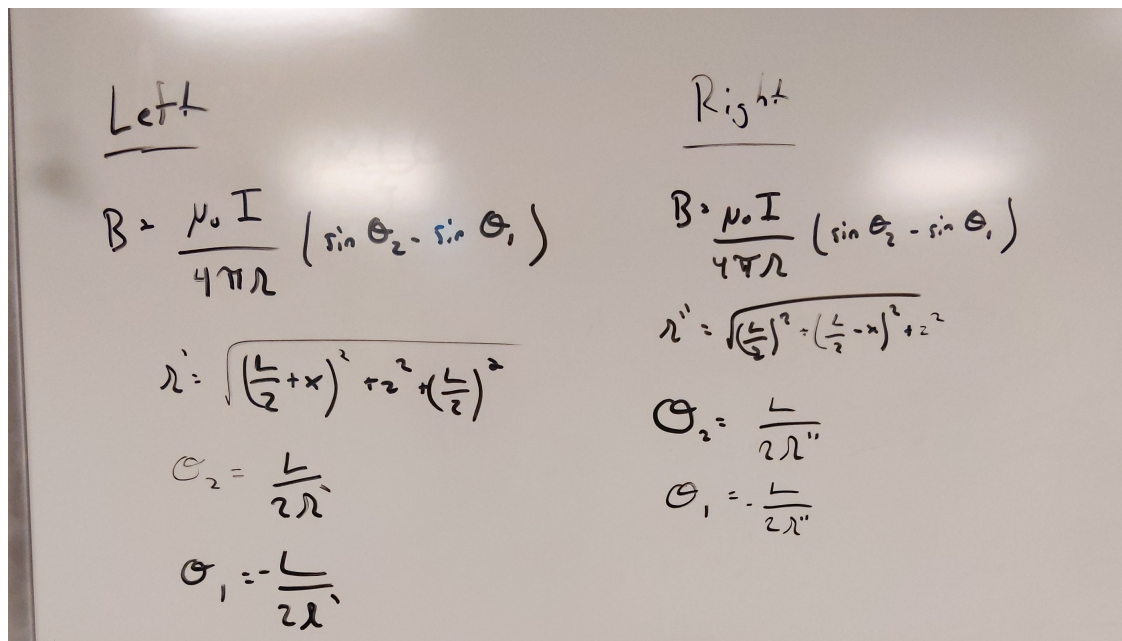 Left
B = μ₀I / 4πr (sin θ₂ - sin θ₁)
r' = √((L/2 + x)² + z² + (L/2)²)
θ₂ = L / 2r'
θ₁ = -L / 2r'
Right
B = μ₀I / 4πr (sin θ₂ - sin θ₁)
r'' = √((L/2)² + (L/2 - x)² + z²)
θ₂ = L / 2r''
θ₁ = - L / 2r''